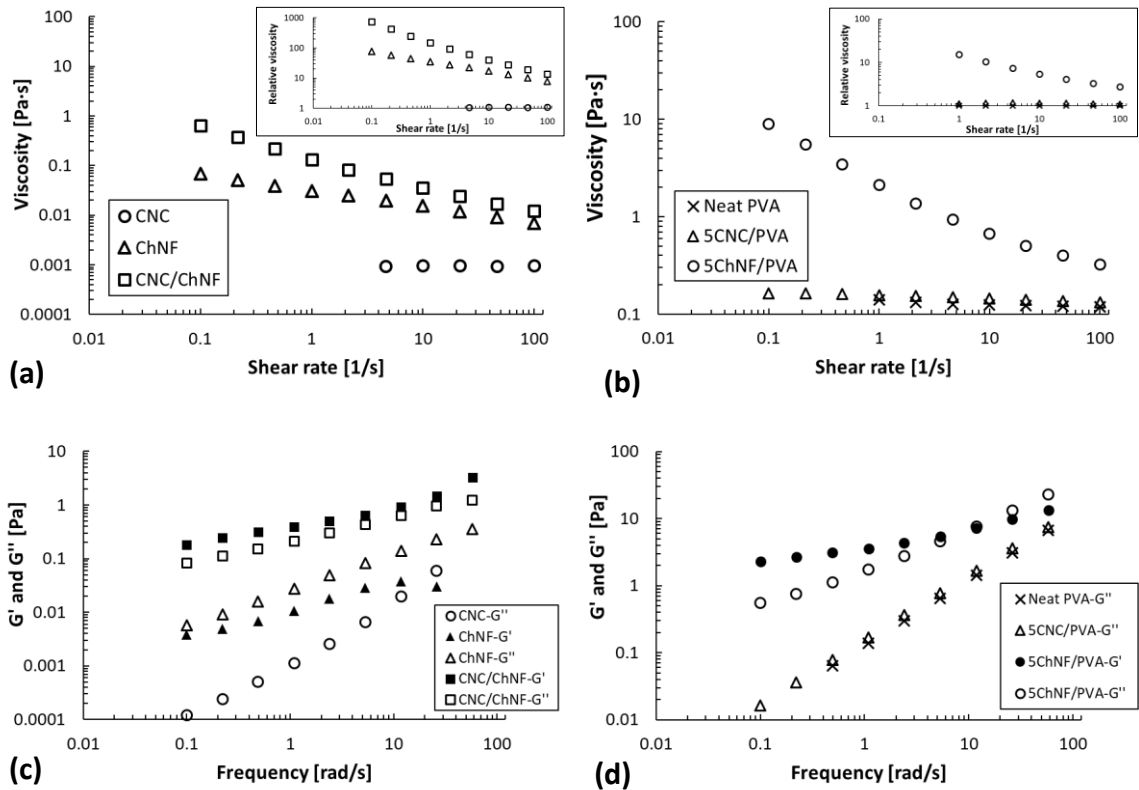 1000
100
10
1
0.01 0.1 1 10 100
Relative viscosity
Shear rate [1/s]
100
10
1
0.1
0.01
0.001
0.0001
0.01 0.1 1 10 100
Viscosity [Pa·s]
Shear rate [1/s]
CNC
ChNF
CNC/ChNF
(a)
100
10
1
0.1 1 10 100
Relative viscosity
Shear rate [1/s]
100
10
1
0.1
0.01 0.1 1 10 100
Viscosity [Pa·s]
Shear rate [1/s]
Neat PVA
5CNC/PVA
5ChNF/PVA
(b)
10
1
0.1
0.01
0.001
0.0001
0.01 0.1 1 10 100
G' and G'' [Pa]
Frequency [rad/s]
CNC-G''
ChNF-G'
ChNF-G''
CNC/ChNF-G'
CNC/ChNF-G''
(c)
100
10
1
0.1
0.01
0.01 0.1 1 10 100
G' and G'' [Pa]
Frequency [rad/s]
Neat PVA-G''
5CNC/PVA-G''
5ChNF/PVA-G'
5ChNF/PVA-G''
(d)